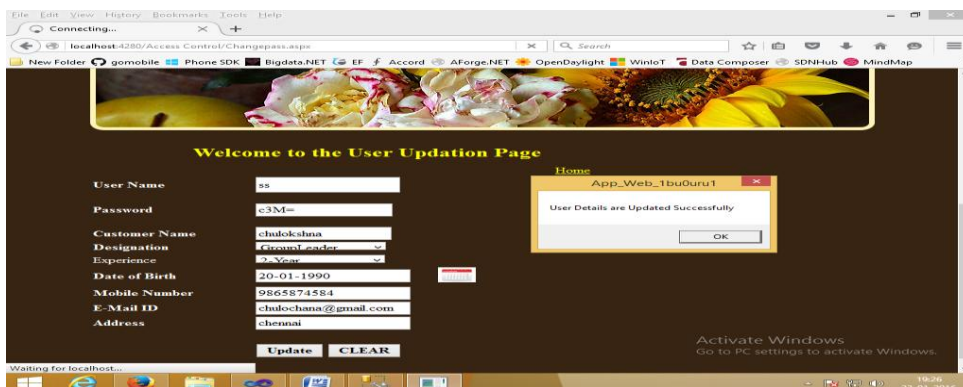 File Edit View History Bookmarks Tools Help
Connecting...
localhost:4280/Access Control/Changepass.aspx
Search
New Folder gomobile Phone SDK Bigdata.NET EF Accord AForge.NET OpenDaylight WinIoT Data Composer SDNHub MindMap
Welcome to the User Updation Page
Home
User Name ss
Password c3M=
Customer Name chulokshna
Designation GroupLeader
Experience 2-Year
Date of Birth 20-01-1990
Mobile Number 9865874584
E-Mail ID chulochana@gmail.com
Address chennai
Update CLEAR
App_Web_1bu0uru1
User Details are Updated Successfully
OK
Activate Windows
Go to PC settings to activate Windows.
Waiting for localhost...
19:26